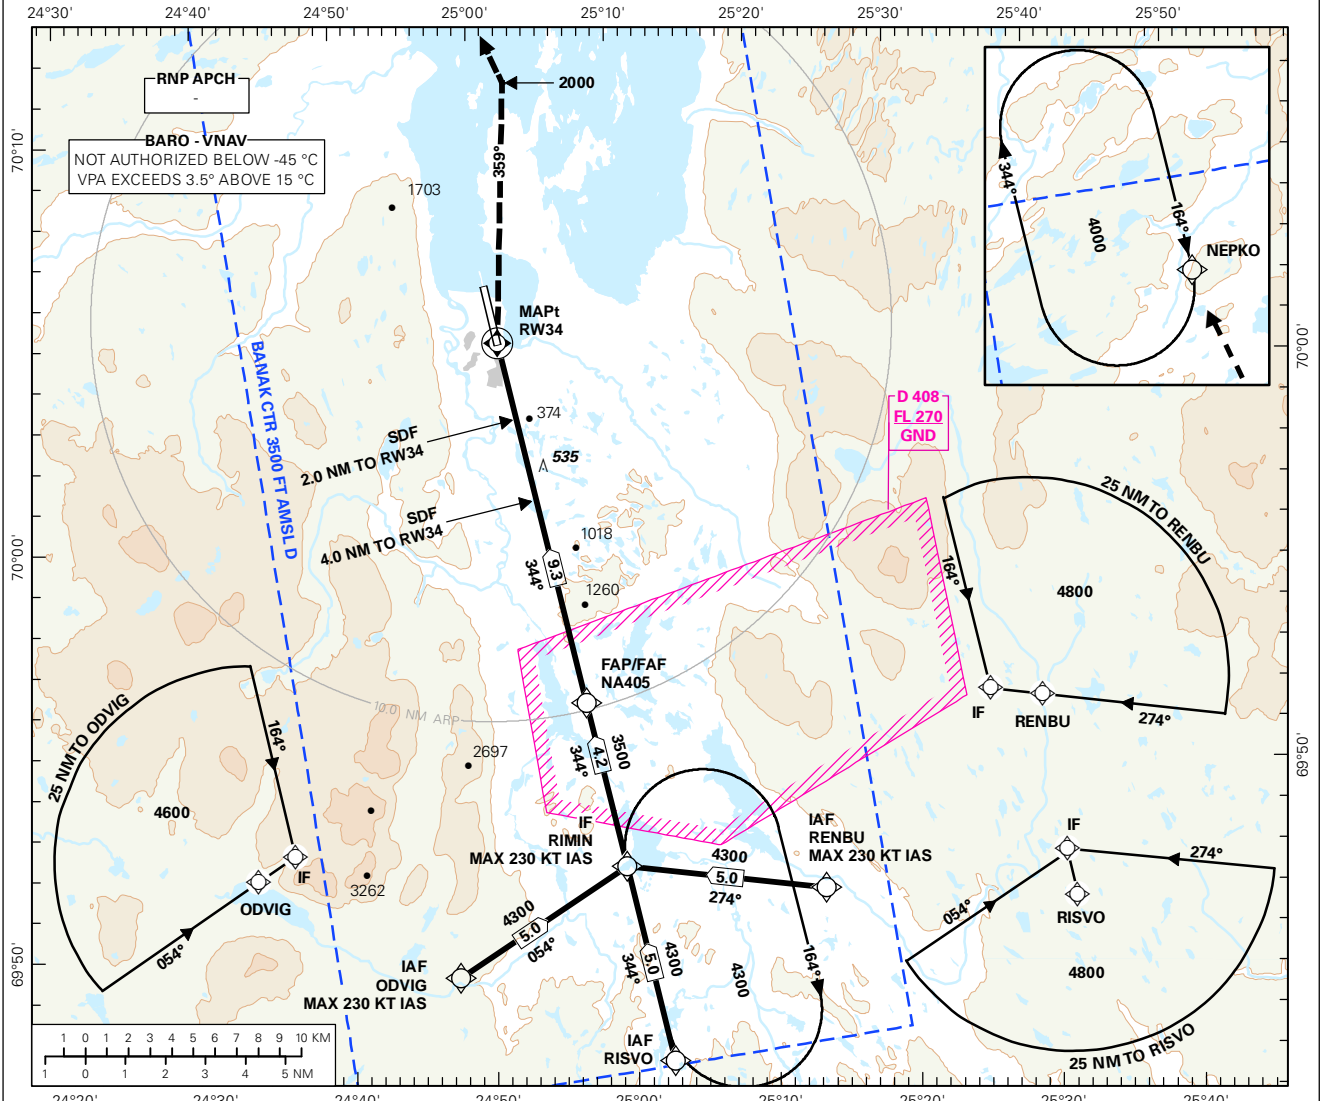 24°30' 24°40' 24°50' 25°00' 25°10' 25°20' 25°30' 25°40' 25°50'
RNP APCH
-
BARO - VNAV
NOT AUTHORIZED BELOW -45 °C
VPA EXCEEDS 3.5° ABOVE 15 °C
2000
359°
70°10'
1703
344°
4000
164°
NEPKO
MAPt
RW34
70°00'
BANAK CTR 3500 FT AMSL D
D 408
FL 270
GND
374
SDF
2.0 NM TO RW34
535
SDF
4.0 NM TO RW34
1018
70°00'
9.3
344°
1260
25 NM TO RENBU
164°
4800
IF
RENBU
274°
FAP/FAF
NA405
10.0 NM ARP
25 NM TO ODVIG
164°
4600
IF
ODVIG
054°
2697
3262
3500
4.2
344°
69°50'
IF
RIMIN
MAX 230 KT IAS
IAF
RENBU
MAX 230 KT IAS
4300
5.0
274°
4300
5.0
054°
IAF
ODVIG
MAX 230 KT IAS
4300
5.0
344°
4300
164°
IAF
RISVO
IF
274°
054°
RISVO
4800
25 NM TO RISVO
69°50'
1 0 1 2 3 4 5 6 7 8 9 10 KM
1 0 1 2 3 4 5 NM
24°20' 24°30' 24°40' 24°50' 25°00' 25°10' 25°20' 25°30' 25°40'